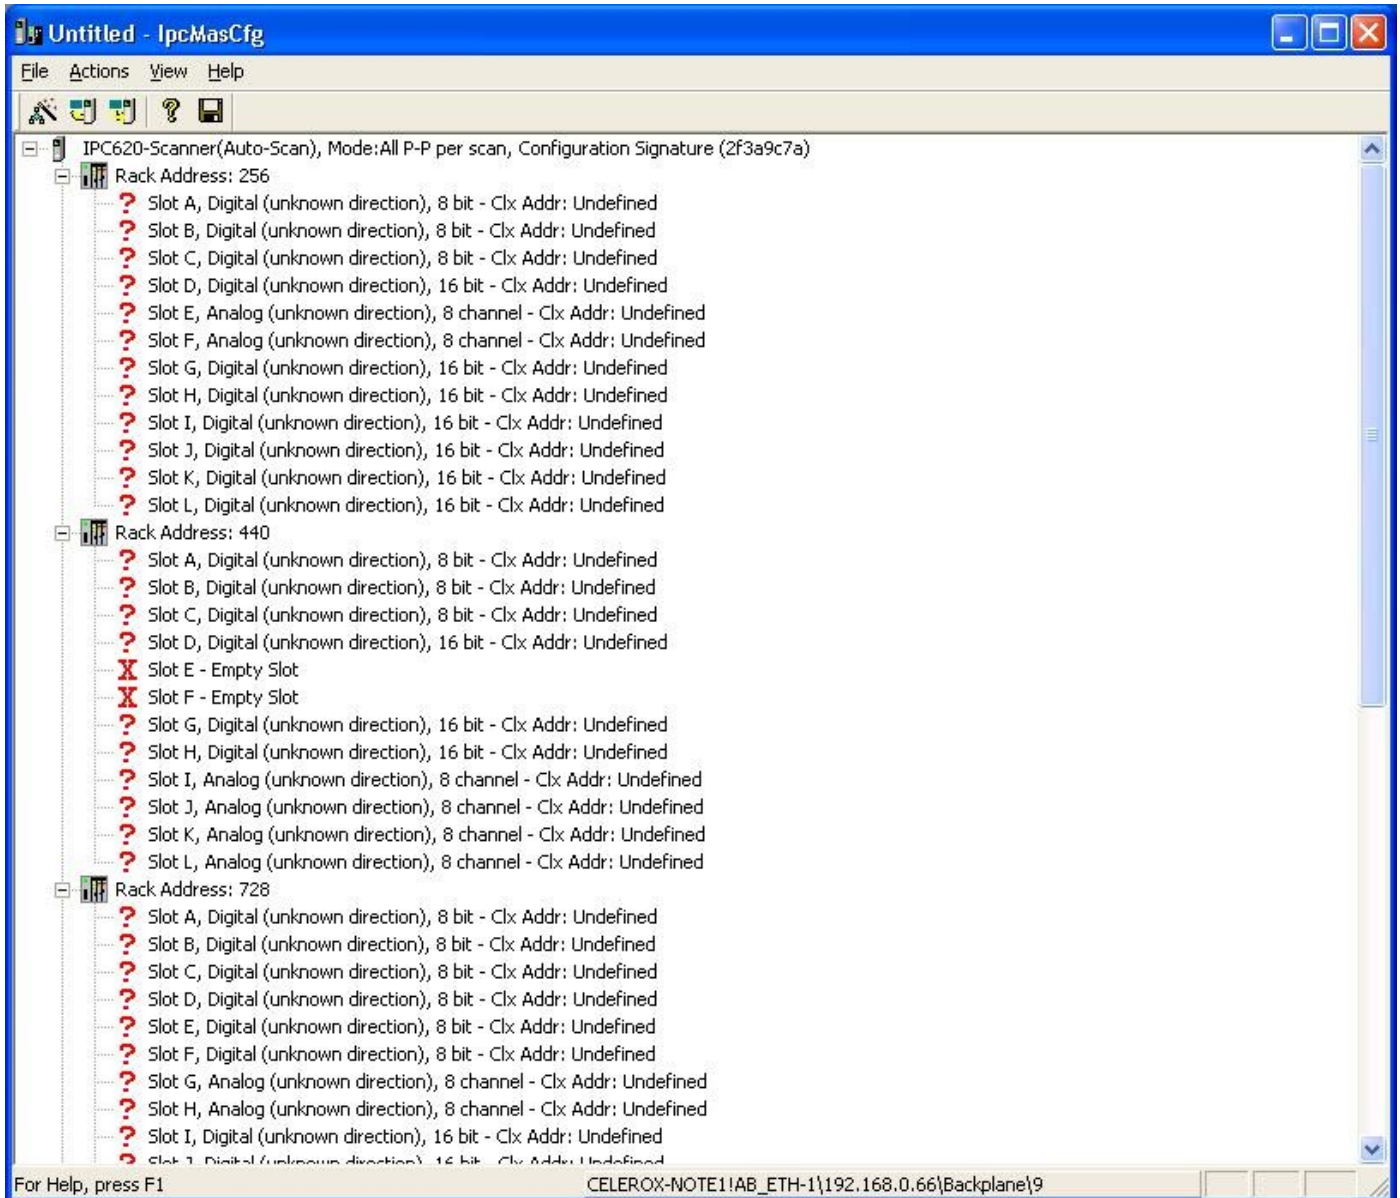 Untitled - IpcMasCfg
File Actions View Help
IPC620-Scanner(Auto-Scan), Mode:All P-P per scan, Configuration Signature (2f3a9c7a)
Rack Address: 256
Slot A, Digital (unknown direction), 8 bit - Clx Addr: Undefined
Slot B, Digital (unknown direction), 8 bit - Clx Addr: Undefined
Slot C, Digital (unknown direction), 8 bit - Clx Addr: Undefined
Slot D, Digital (unknown direction), 16 bit - Clx Addr: Undefined
Slot E, Analog (unknown direction), 8 channel - Clx Addr: Undefined
Slot F, Analog (unknown direction), 8 channel - Clx Addr: Undefined
Slot G, Digital (unknown direction), 16 bit - Clx Addr: Undefined
Slot H, Digital (unknown direction), 16 bit - Clx Addr: Undefined
Slot I, Digital (unknown direction), 16 bit - Clx Addr: Undefined
Slot J, Digital (unknown direction), 16 bit - Clx Addr: Undefined
Slot K, Digital (unknown direction), 16 bit - Clx Addr: Undefined
Slot L, Digital (unknown direction), 16 bit - Clx Addr: Undefined
Rack Address: 440
Slot A, Digital (unknown direction), 8 bit - Clx Addr: Undefined
Slot B, Digital (unknown direction), 8 bit - Clx Addr: Undefined
Slot C, Digital (unknown direction), 8 bit - Clx Addr: Undefined
Slot D, Digital (unknown direction), 16 bit - Clx Addr: Undefined
Slot E - Empty Slot
Slot F - Empty Slot
Slot G, Digital (unknown direction), 16 bit - Clx Addr: Undefined
Slot H, Digital (unknown direction), 16 bit - Clx Addr: Undefined
Slot I, Analog (unknown direction), 8 channel - Clx Addr: Undefined
Slot J, Analog (unknown direction), 8 channel - Clx Addr: Undefined
Slot K, Analog (unknown direction), 8 channel - Clx Addr: Undefined
Slot L, Analog (unknown direction), 8 channel - Clx Addr: Undefined
Rack Address: 728
Slot A, Digital (unknown direction), 8 bit - Clx Addr: Undefined
Slot B, Digital (unknown direction), 8 bit - Clx Addr: Undefined
Slot C, Digital (unknown direction), 8 bit - Clx Addr: Undefined
Slot D, Digital (unknown direction), 8 bit - Clx Addr: Undefined
Slot E, Digital (unknown direction), 8 bit - Clx Addr: Undefined
Slot F, Digital (unknown direction), 8 bit - Clx Addr: Undefined
Slot G, Analog (unknown direction), 8 channel - Clx Addr: Undefined
Slot H, Analog (unknown direction), 8 channel - Clx Addr: Undefined
Slot I, Digital (unknown direction), 16 bit - Clx Addr: Undefined
Slot J, Digital (unknown direction), 16 bit - Clx Addr: Undefined
For Help, press F1 CELEROX-NOTE1!AB_ETH-1\192.168.0.66\Backplane\9